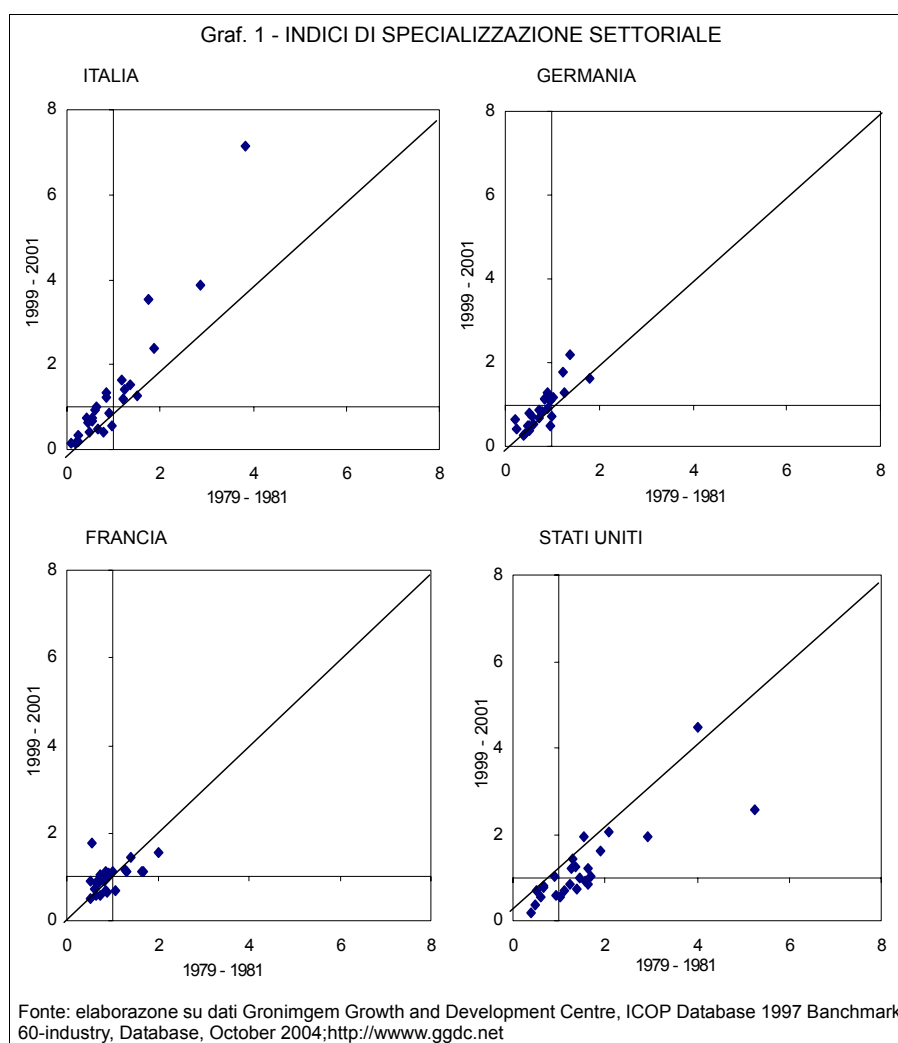 Graf. 1 - INDICI DI SPECIALIZZAZIONE SETTORIALE
ITALIA
8
6
4
2
0
0 2 4 6 8
1999 - 2001
1979 - 1981
GERMANIA
8
6
4
2
0
0 2 4 6 8
1999 - 2001
1979 - 1981
FRANCIA
8
6
4
2
0
0 2 4 6 8
1999 - 2001
1979 - 1981
STATI UNITI
8
6
4
2
0
0 2 4 6 8
1999 - 2001
1979 - 1981
Fonte: elaborazone su dati Gronimgem Growth and Development Centre, ICOP Database 1997 Banchmark
60-industry, Database, October 2004;http://wwww.ggdc.net